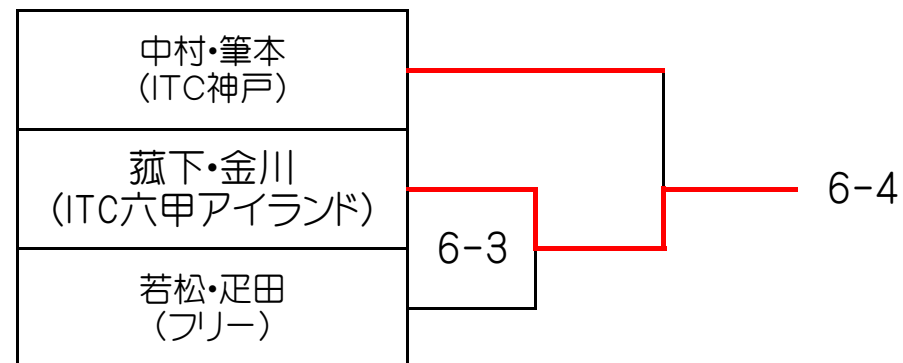 中村・筆本
(ITC神戸)
菰下・金川
(ITC六甲アイランド)
6-4
6-3
若松・疋田
(フリー)